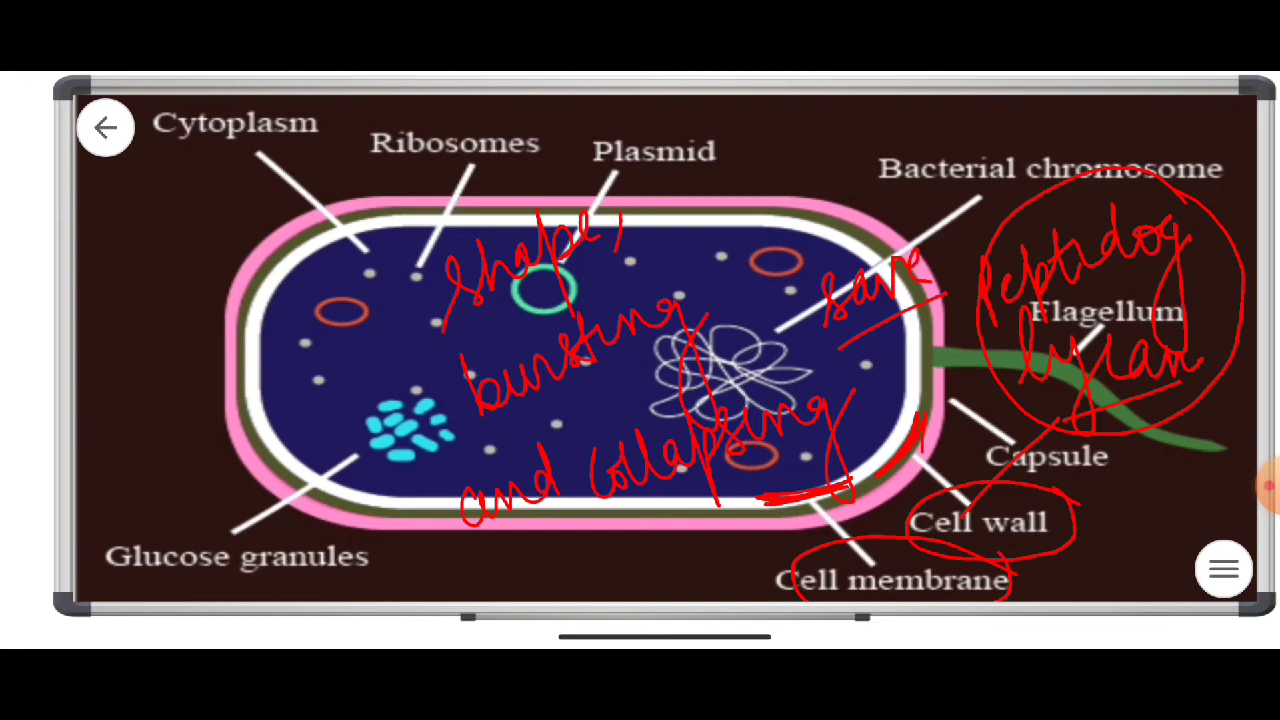 Cytoplasm
Ribosomes
Plasmid
Bacterial chromosome
shape,
bursting
save
and collapsing
Peptidog
lycan
Flagellum
Capsule
Cell wall
Cell membrane
Glucose granules